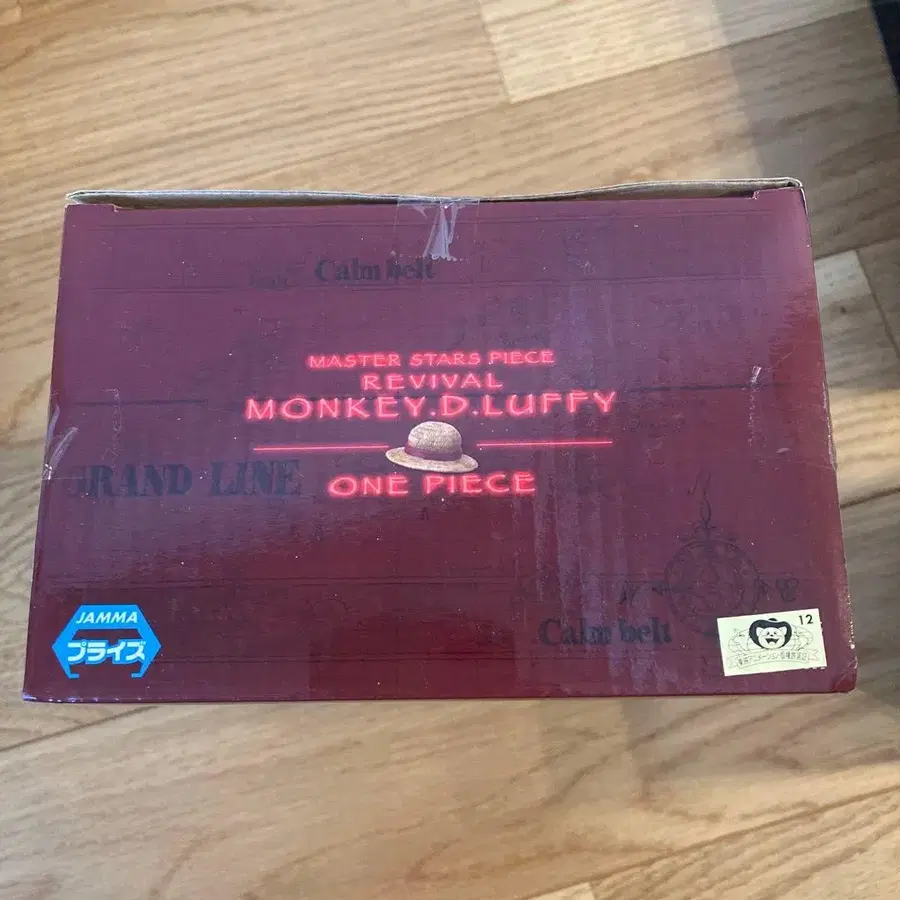 Calm belt
MASTER STARS PIECE
REVIVAL
MONKEY.D.LUFFY
GRAND LINE
ONE PIECE
JAMMA
プライズ
Calm belt
12